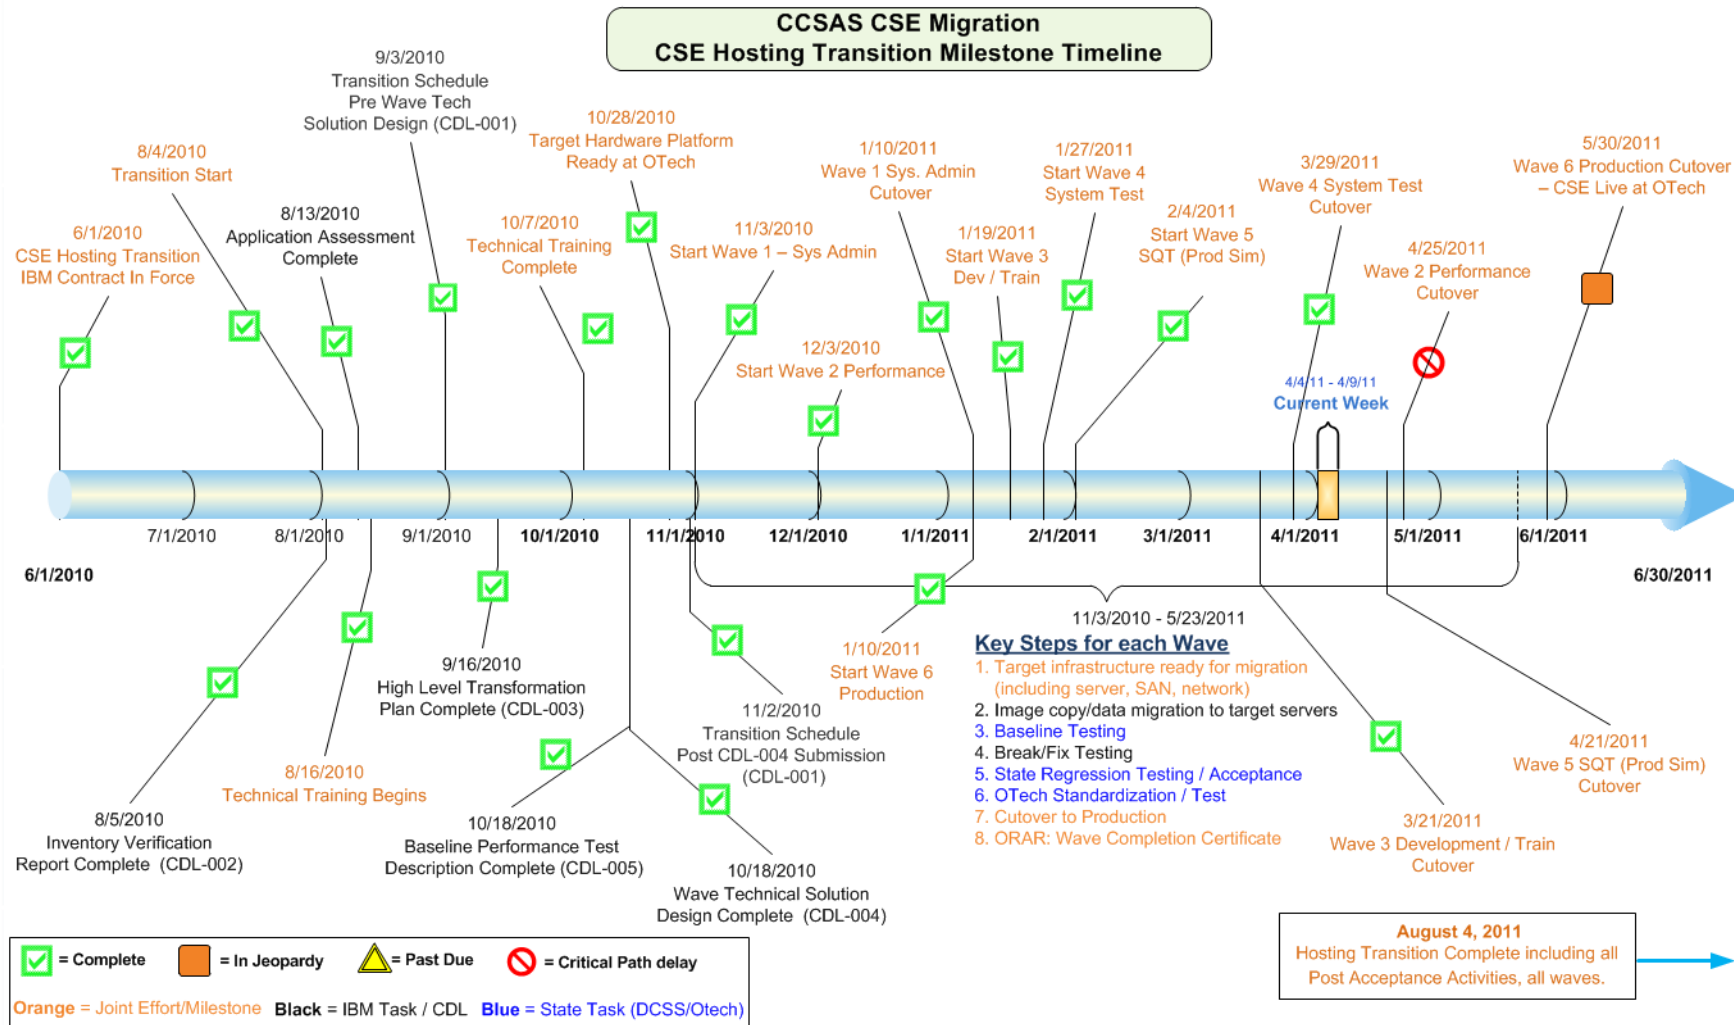 CCSAS CSE Migration
CSE Hosting Transition Milestone Timeline
9/3/2010
Transition Schedule
Pre Wave Tech
Solution Design (CDL-001)
8/4/2010
Transition Start
6/1/2010
CSE Hosting Transition
IBM Contract In Force
8/13/2010
Application Assessment
Complete
10/28/2010
Target Hardware Platform
Ready at OTech
10/7/2010
Technical Training
Complete
11/3/2010
Start Wave 1 – Sys Admin
12/3/2010
Start Wave 2 Performance
1/10/2011
Wave 1 Sys. Admin
Cutover
1/19/2011
Start Wave 3
Dev / Train
1/27/2011
Start Wave 4
System Test
2/4/2011
Start Wave 5
SQT (Prod Sim)
3/29/2011
Wave 4 System Test
Cutover
4/25/2011
Wave 2 Performance
Cutover
5/30/2011
Wave 6 Production Cutover
– CSE Live at OTech
4/4/11 - 4/9/11
Current Week
7/1/2010
8/1/2010
9/1/2010
10/1/2010
11/1/2010
12/1/2010
1/1/2011
2/1/2011
3/1/2011
4/1/2011
5/1/2011
6/1/2011
6/1/2010
6/30/2011
8/5/2010
Inventory Verification
Report Complete (CDL-002)
8/16/2010
Technical Training Begins
9/16/2010
High Level Transformation
Plan Complete (CDL-003)
10/18/2010
Baseline Performance Test
Description Complete (CDL-005)
11/2/2010
Transition Schedule
Post CDL-004 Submission
(CDL-001)
10/18/2010
Wave Technical Solution
Design Complete (CDL-004)
1/10/2011
Start Wave 6
Production
11/3/2010 - 5/23/2011
Key Steps for each Wave
1. Target infrastructure ready for migration
(including server, SAN, network)
2. Image copy/data migration to target servers
3. Baseline Testing
4. Break/Fix Testing
5. State Regression Testing / Acceptance
6. OTech Standardization / Test
7. Cutover to Production
8. ORAR: Wave Completion Certificate
3/21/2011
Wave 3 Development / Train
Cutover
4/21/2011
Wave 5 SQT (Prod Sim)
Cutover
August 4, 2011
Hosting Transition Complete including all
Post Acceptance Activities, all waves.
= Complete
= In Jeopardy
= Past Due
= Critical Path delay
Orange = Joint Effort/Milestone Black = IBM Task / CDL Blue = State Task (DCSS/Otech)